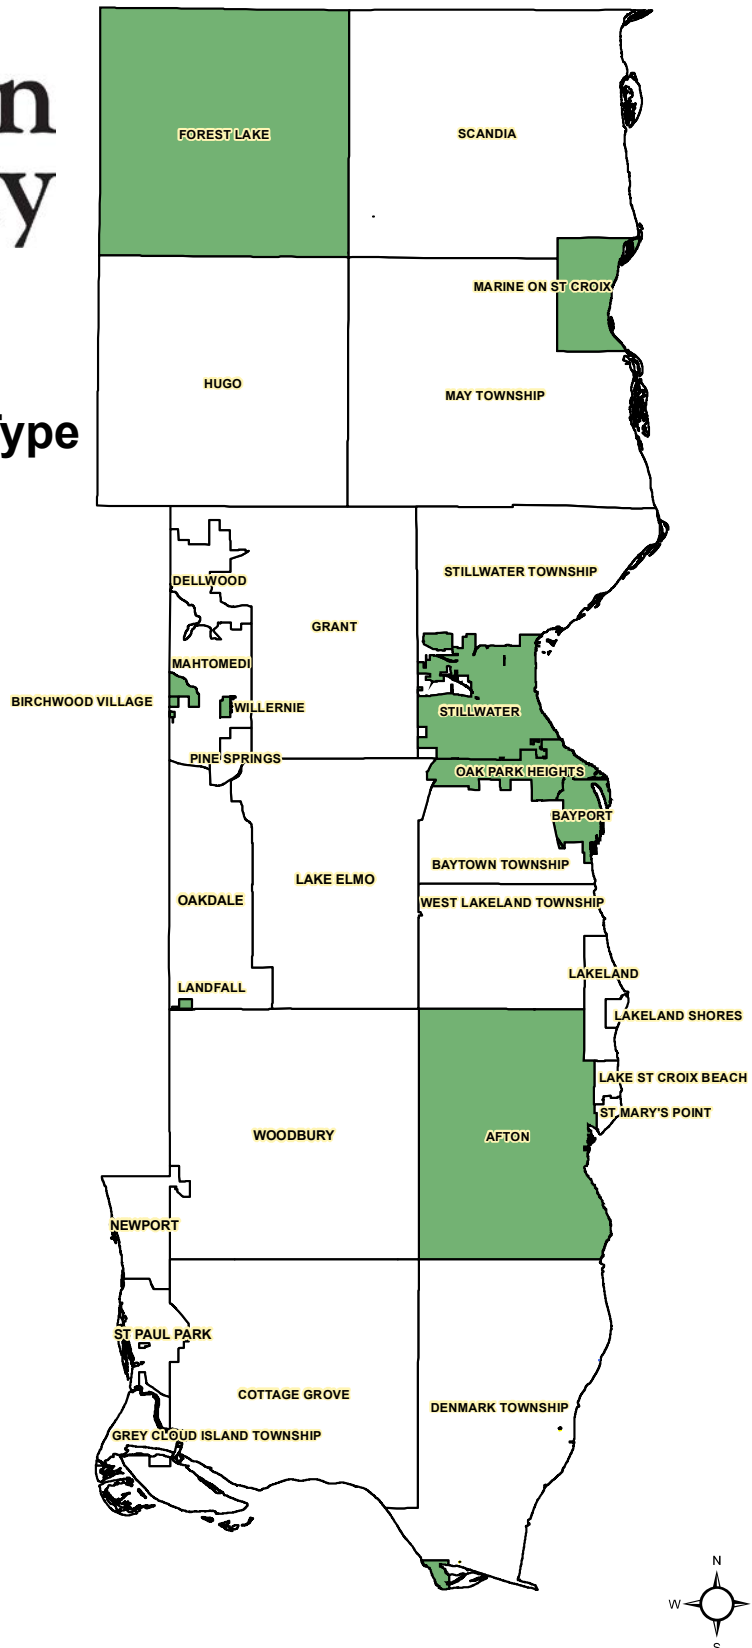 n
y
ype
FOREST LAKE
SCANDIA
MARINE ON ST CROIX
HUGO
MAY TOWNSHIP
STILLWATER TOWNSHIP
DELLWOOD
GRANT
MAHTOMEDI
BIRCHWOOD VILLAGE
WILLERNIE
STILLWATER
PINE SPRINGS
OAK PARK HEIGHTS
BAYPORT
BAYTOWN TOWNSHIP
LAKE ELMO
OAKDALE
WEST LAKELAND TOWNSHIP
LAKELAND
LANDFALL
LAKELAND SHORES
LAKE ST CROIX BEACH
ST MARY'S POINT
WOODBURY
AFTON
NEWPORT
ST PAUL PARK
COTTAGE GROVE
DENMARK TOWNSHIP
GREY CLOUD ISLAND TOWNSHIP
N
W
S